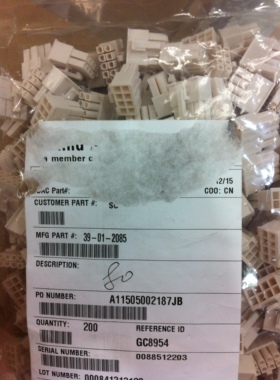 a member o
12/15
Part#:
COO: CN
CUSTOMER PART #:
MFG PART #: 39-01-2085
DESCRIPTION:
80
PO NUMBER: A11505002187JB
QUANTITY: 200
REFERENCE ID
GC8954
SERIAL NUMBER
0088512203
LOT NUMBER